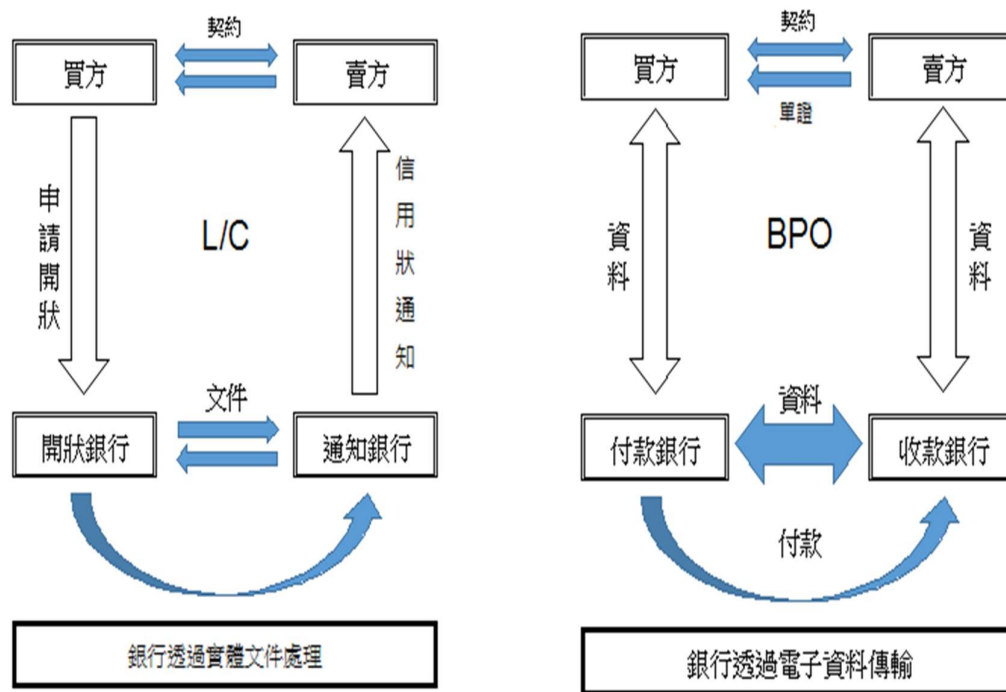 契約
買方
賣方
申請開狀
L/C
信用狀通知
文件
開狀銀行
通知銀行
銀行透過實體文件處理
契約
買方
賣方
單證
資料
BPO
資料
資料
付款銀行
收款銀行
付款
銀行透過電子資料傳輸